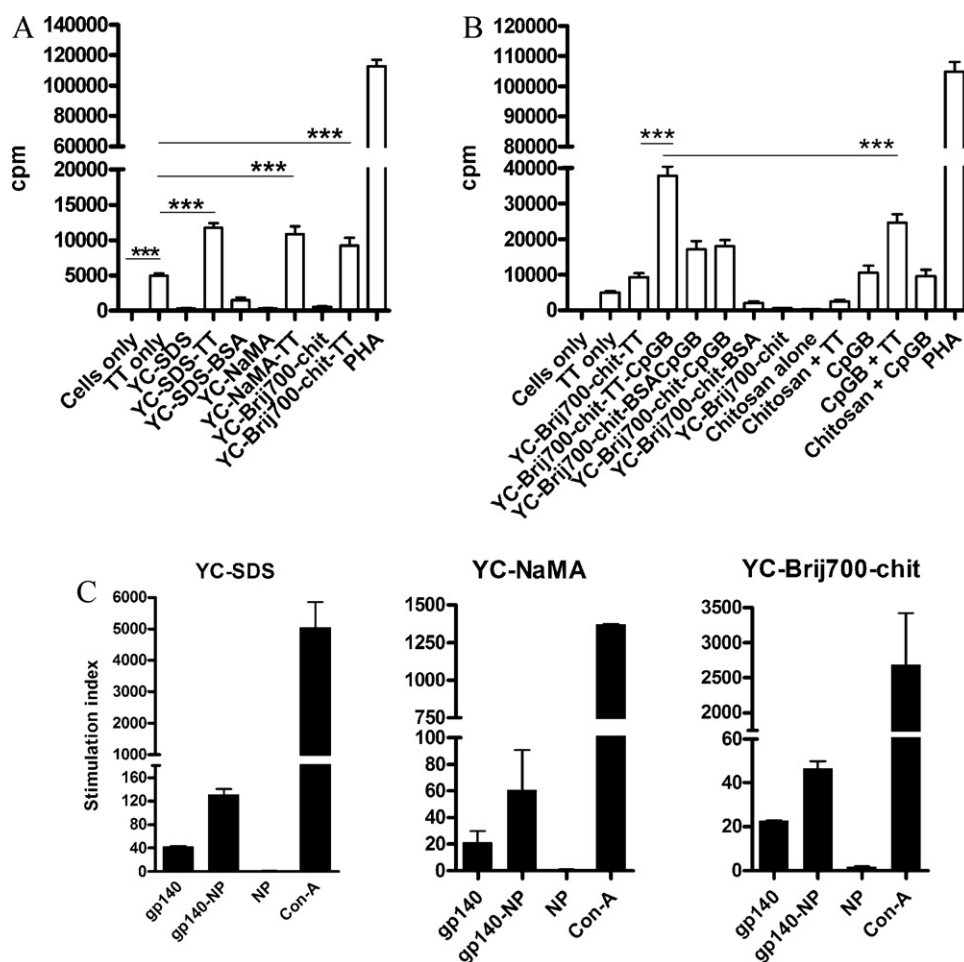 A
cpm
140000
120000
100000
80000
60000
20000
15000
10000
5000
0
***
***
***
***
Cells only
TT only
YC-SDS
YC-SDS-TT
YC-SDS-BSA
YC-NaMA
YC-NaMA-TT
YC-Brij700-chit
YC-Brij700-chit-TT
PHA
B
cpm
120000
110000
100000
90000
80000
70000
60000
40000
30000
20000
10000
0
***
***
Cells only
TT only
YC-Brij700-chit-TT
YC-Brij700-chit-TT-CpGB
YC-Brij700-chit-BSACpGB
YC-Brij700-chit-CpGB
YC-Brij700-chit-BSA
YC-Brij700-chit
Chitosan alone
Chitosan + TT
CpGB
CpGB + TT
Chitosan + CpGB
PHA
C
YC-SDS
Stimulation index
6000
5000
4000
3000
2000
1000
160
120
80
40
0
gp140
gp140-NP
NP
Con-A
YC-NaMA
1500
1250
1000
750
100
80
60
40
20
0
gp140
gp140-NP
NP
Con-A
YC-Brij700-chit
3500
3000
2500
2000
60
40
20
0
gp140
gp140-NP
NP
Con-A